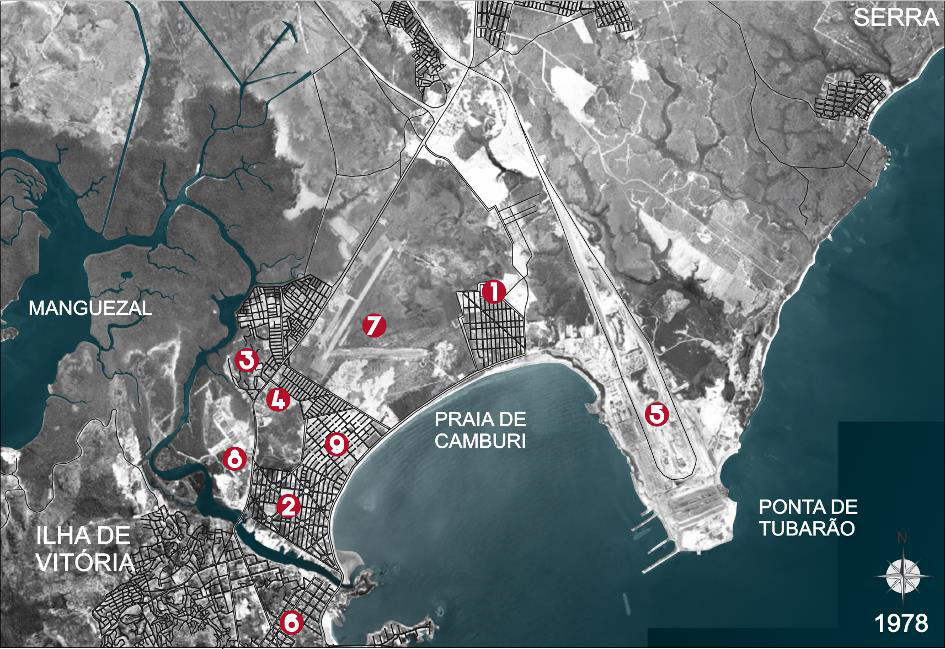 SERRA
1
MANGUEZAL
7
3
4
PRAIA DE
CAMBURI
5
9
8
2
PONTA DE
TUBARÃO
ILHA DE
VITÓRIA
N
6
1978